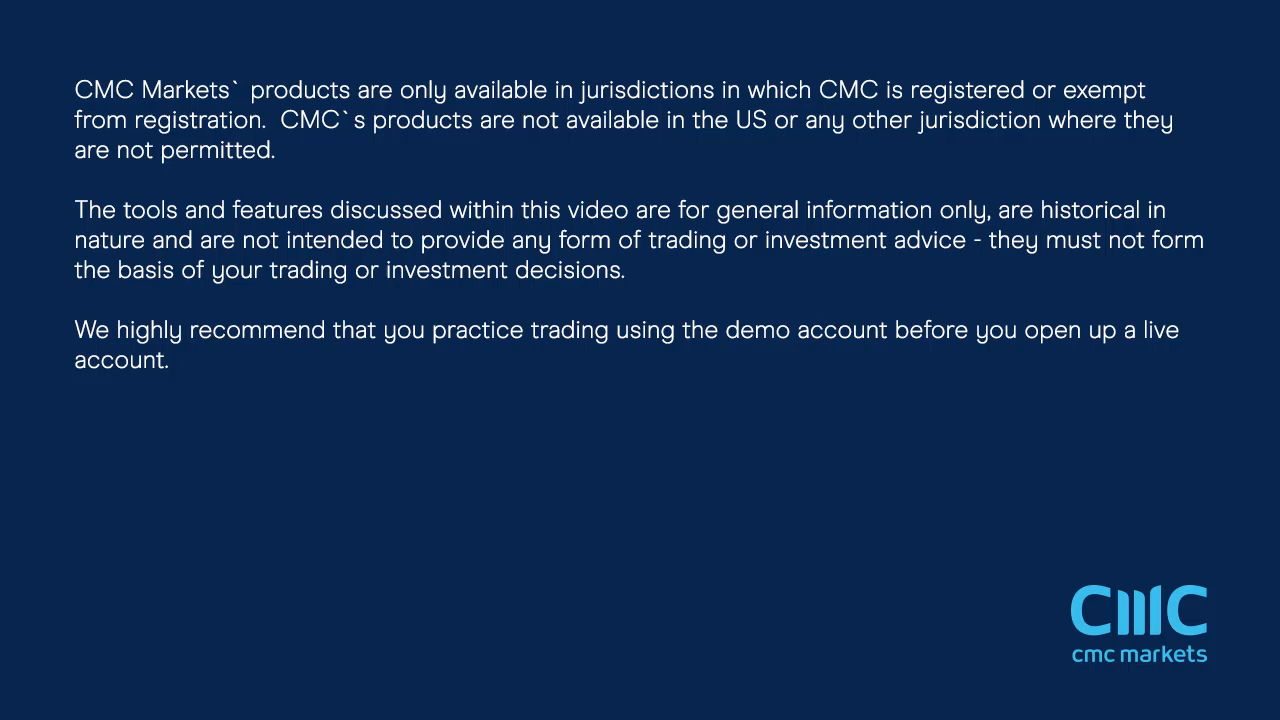 CMC Markets` products are only available in jurisdictions in which CMC is registered or exempt
from registration.  CMC`s products are not available in the US or any other jurisdiction where they
are not permitted.
The tools and features discussed within this video are for general information only, are historical in
nature and are not intended to provide any form of trading or investment advice - they must not form
the basis of your trading or investment decisions.
We highly recommend that you practice trading using the demo account before you open up a live
account.
CMC
cmc markets